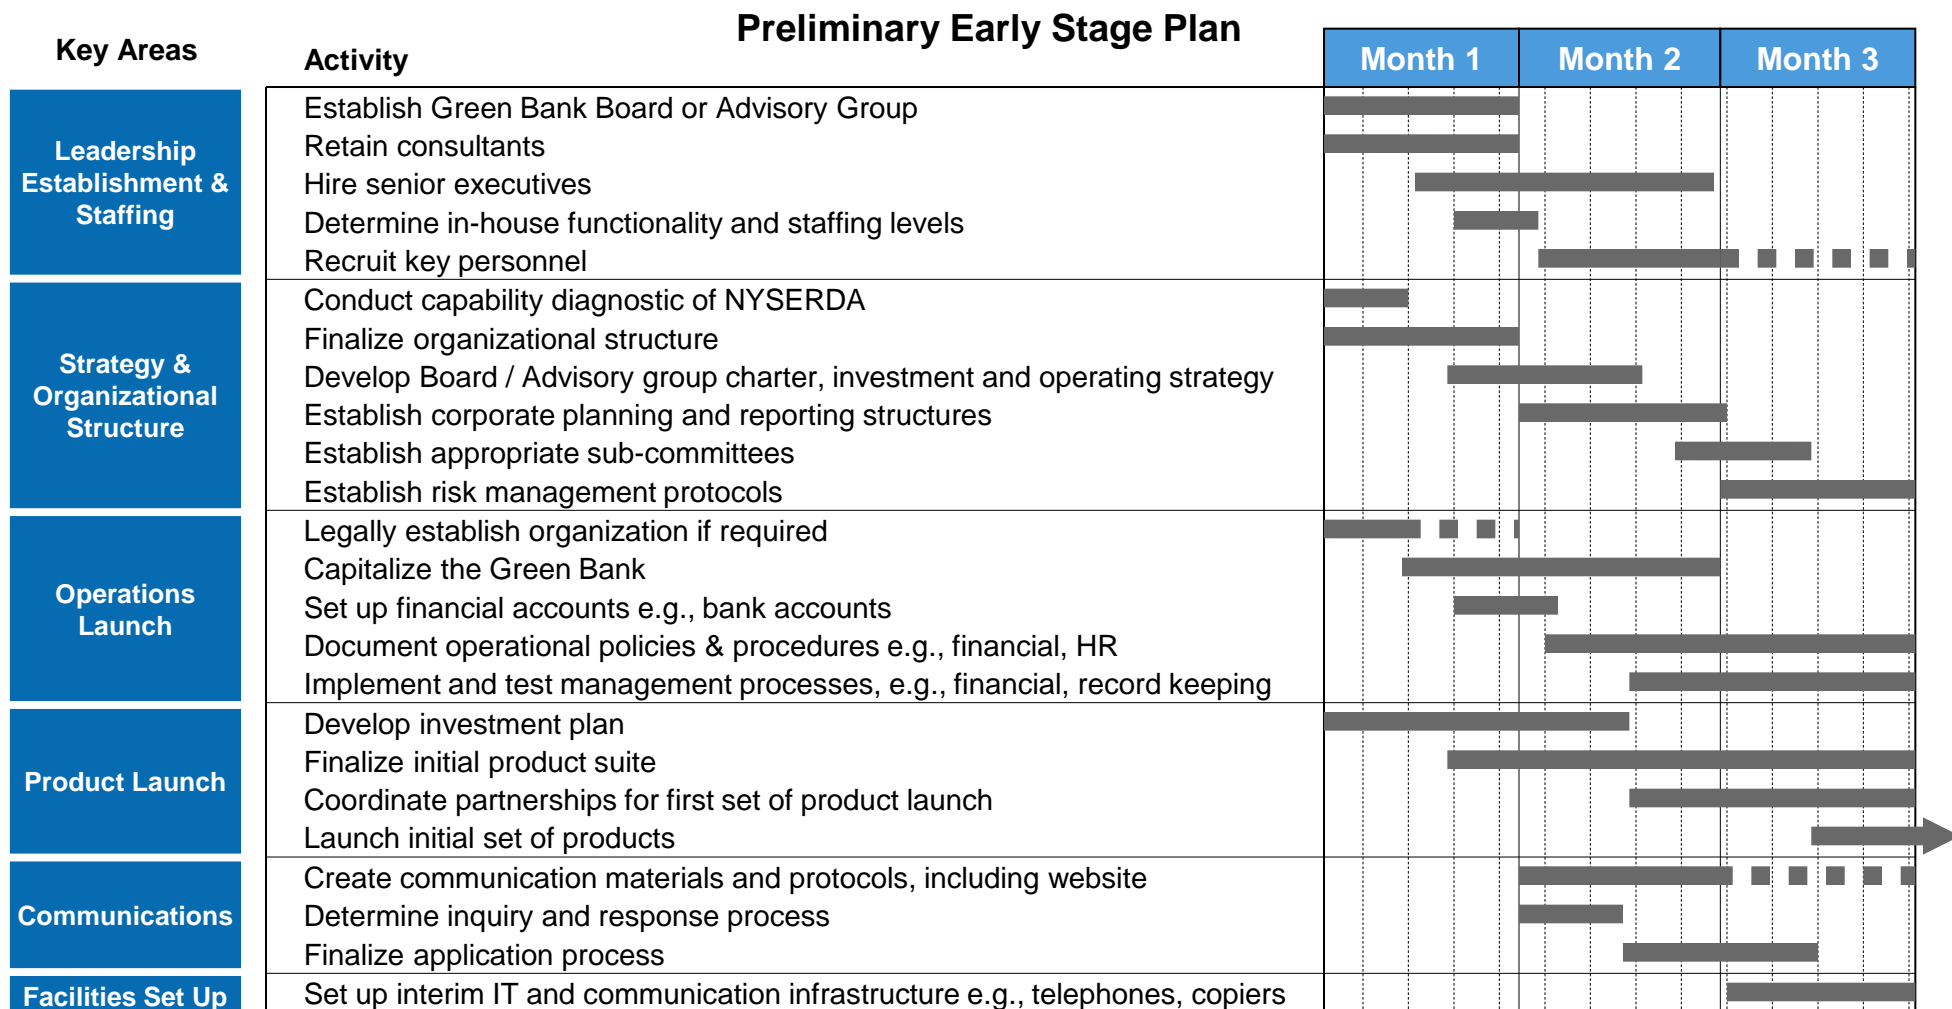 Preliminary Early Stage Plan
Key Areas
Activity
Month 1
Month 2
Month 3
Leadership
Establishment &
Staffing
Establish Green Bank Board or Advisory Group
Retain consultants
Hire senior executives
Determine in-house functionality and staffing levels
Recruit key personnel
Strategy &
Organizational
Structure
Conduct capability diagnostic of NYSERDA
Finalize organizational structure
Develop Board / Advisory group charter, investment and operating strategy
Establish corporate planning and reporting structures
Establish appropriate sub-committees
Establish risk management protocols
Operations
Launch
Legally establish organization if required
Capitalize the Green Bank
Set up financial accounts e.g., bank accounts
Document operational policies & procedures e.g., financial, HR
Implement and test management processes, e.g., financial, record keeping
Product Launch
Develop investment plan
Finalize initial product suite
Coordinate partnerships for first set of product launch
Launch initial set of products
Communications
Create communication materials and protocols, including website
Determine inquiry and response process
Finalize application process
Facilities Set Up
Set up interim IT and communication infrastructure e.g., telephones, copiers